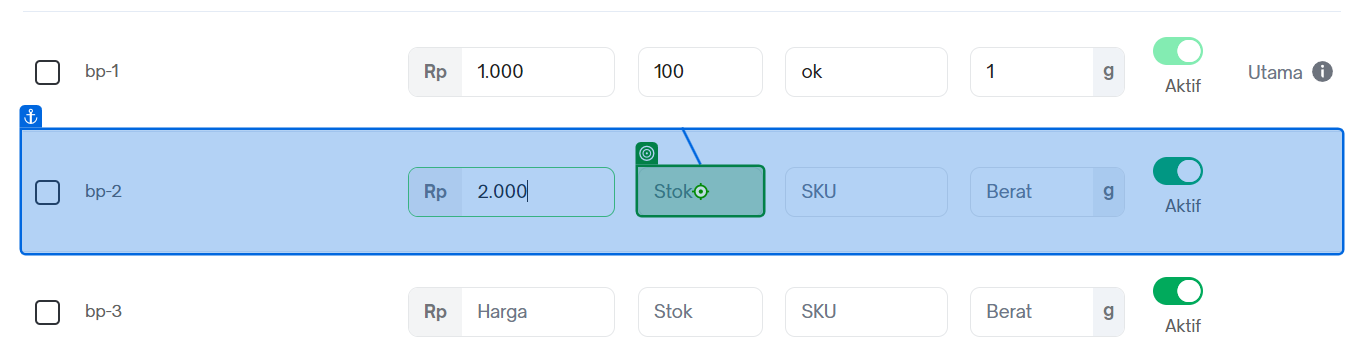 bp-1 Rp 1.000 100 ok 1 g Aktif Utama
bp-2 Rp 2.000 Stok SKU Berat g Aktif
bp-3 Rp Harga Stok SKU Berat g Aktif